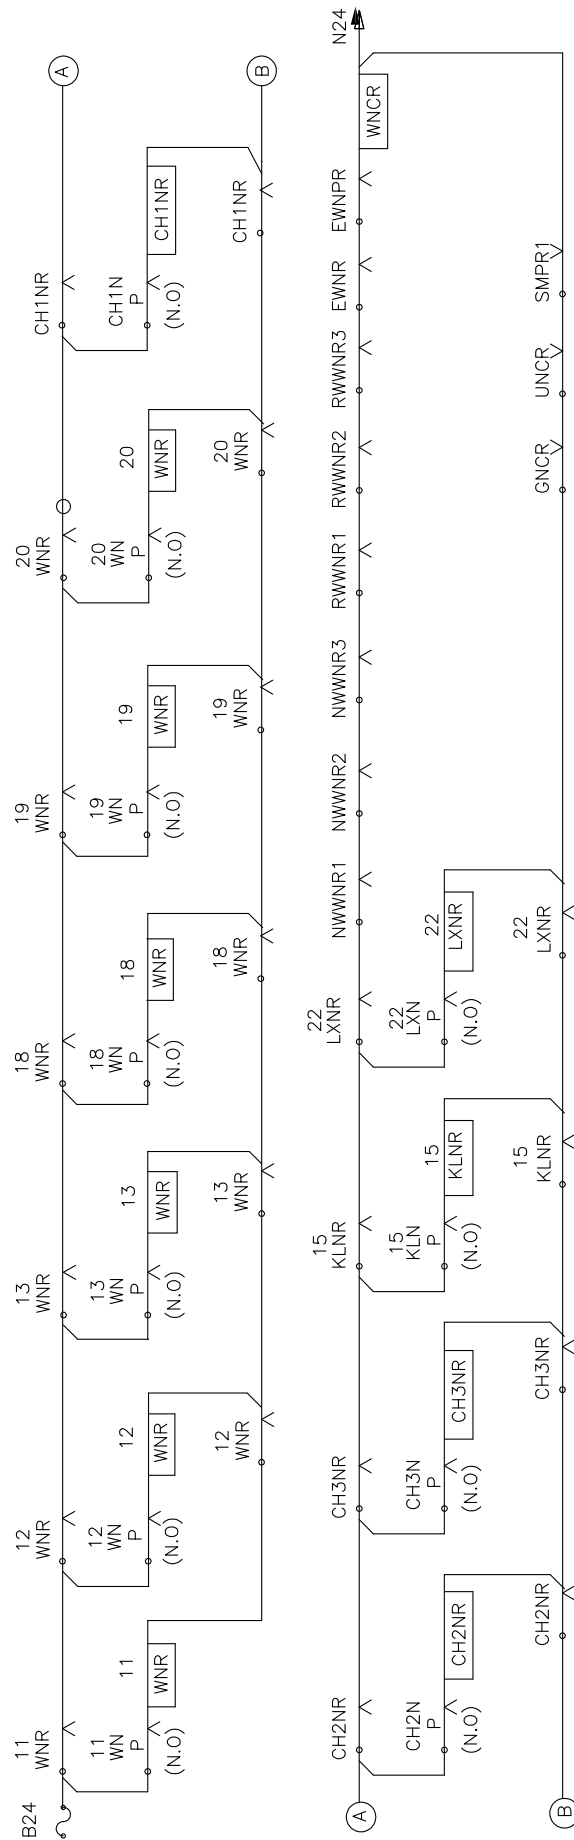 B24
11
WNR
11
WN
P
(N.O)
11
WNR
12
WNR
12
WN
P
(N.O)
12
WNR
12
WNR
13
WNR
13
WN
P
(N.O)
13
WNR
13
WNR
18
WNR
18
WN
P
(N.O)
18
WNR
18
WNR
19
WNR
19
WN
P
(N.O)
19
WNR
19
WNR
20
WNR
20
WN
P
(N.O)
20
WNR
20
WNR
CH1NR
CH1N
P
(N.O)
CH1NR
CH1NR
A
B
A
B
CH2NR
CH2N
P
(N.O)
CH2NR
CH2NR
CH3NR
CH3N
P
(N.O)
CH3NR
CH3NR
15
KLNR
15
KLN
P
(N.O)
15
KLNR
15
KLNR
22
LXNR
22
LXN
P
(N.O)
22
LXNR
22
LXNR
NWWNR1
NWWNR2
NWWNR3
RWWNR1
RWWNR2
RWWNR3
EWNR
EWNPR
WNCR
N24
GNCR
UNCR
SMPR1